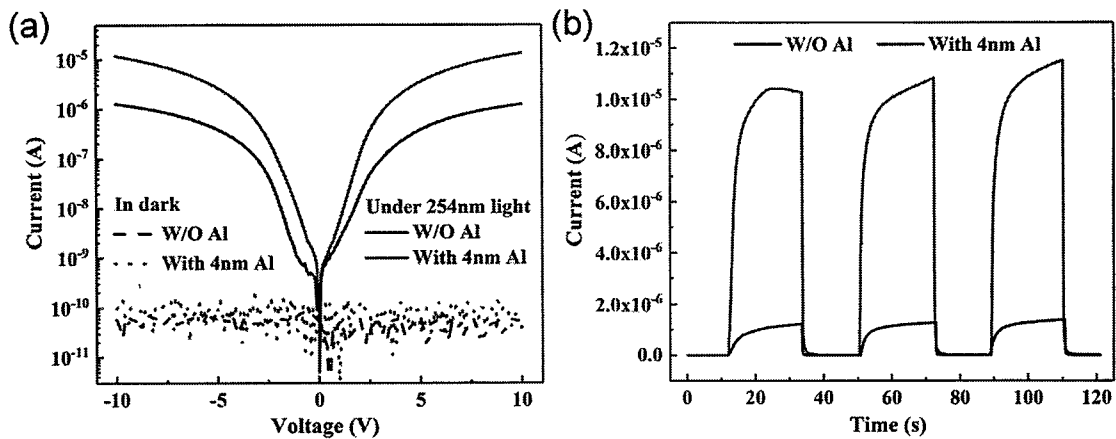 (a)
10⁻⁵
10⁻⁶
10⁻⁷
10⁻⁸
10⁻⁹
10⁻¹⁰
10⁻¹¹
Current (A)
In dark
W/O Al
With 4nm Al
Under 254nm light
W/O Al
With 4nm Al
-10 -5 0 5 10
Voltage (V)
(b)
W/O Al With 4nm Al
1.2x10⁻⁵
1.0x10⁻⁵
8.0x10⁻⁶
6.0x10⁻⁶
4.0x10⁻⁶
2.0x10⁻⁶
0.0
Current (A)
0 20 40 60 80 100 120
Time (s)